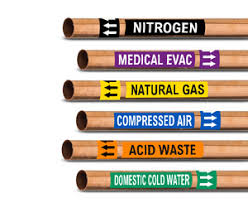 NITROGEN
MEDICAL EVAC
NATURAL GAS
COMPRESSED AIR
ACID WASTE
DOMESTIC COLD WATER